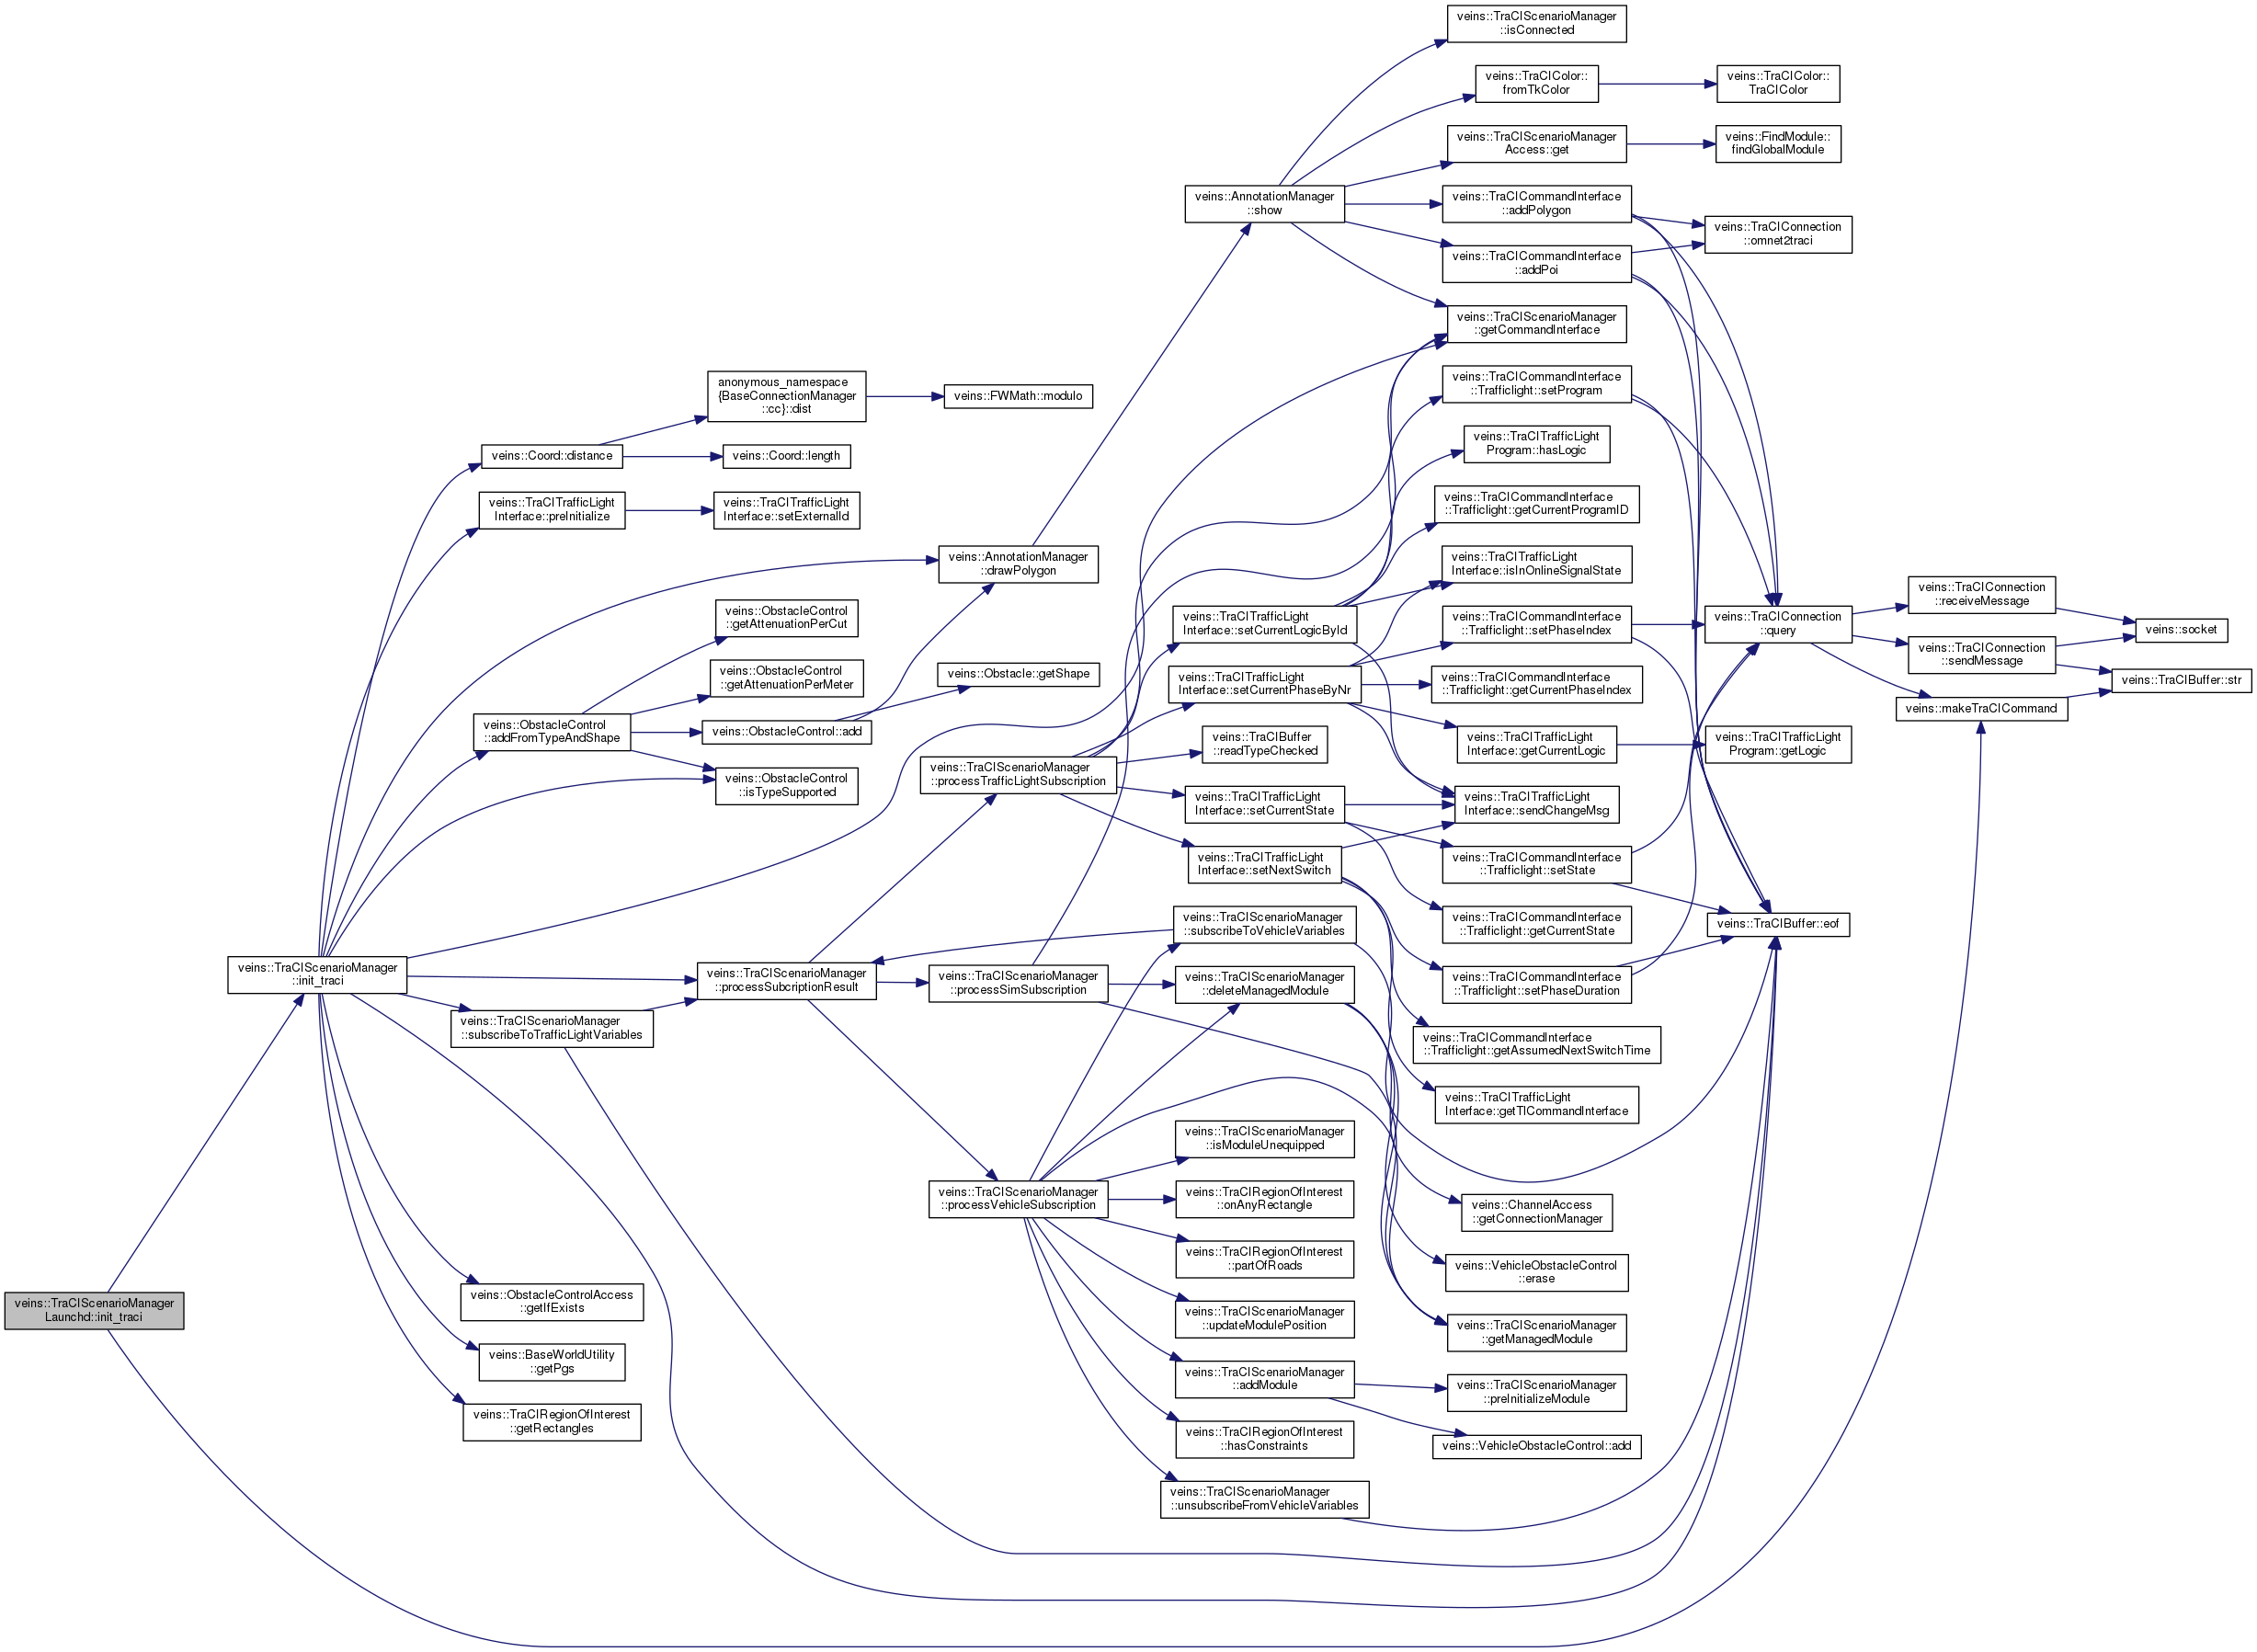 veins::TraCIScenarioManager
Launchd::init_traci
veins::TraCIScenarioManager
::init_traci
veins::Coord::distance
veins::TraCITrafficLight
Interface::preInitialize
veins::ObstacleControl
::addFromTypeAndShape
veins::TraCIScenarioManager
::subscribeToTrafficLightVariables
veins::ObstacleControlAccess
::getIfExists
veins::BaseWorldUtility
::getPgs
veins::TraCIRegionOfInterest
::getRectangles
anonymous_namespace
{BaseConnectionManager
::cc}::dist
veins::Coord::length
veins::TraCITrafficLight
Interface::setExternalId
veins::ObstacleControl
::getAttenuationPerCut
veins::ObstacleControl
::getAttenuationPerMeter
veins::ObstacleControl::add
veins::ObstacleControl
::isTypeSupported
veins::TraCIScenarioManager
::processSubcriptionResult
veins::FWMath::modulo
veins::AnnotationManager
::drawPolygon
veins::Obstacle::getShape
veins::TraCIScenarioManager
::processTrafficLightSubscription
veins::TraCIScenarioManager
::processSimSubscription
veins::TraCIScenarioManager
::processVehicleSubscription
veins::AnnotationManager
::show
veins::TraCITrafficLight
Interface::setCurrentLogicById
veins::TraCITrafficLight
Interface::setCurrentPhaseByNr
veins::TraCIBuffer
::readTypeChecked
veins::TraCITrafficLight
Interface::setCurrentState
veins::TraCITrafficLight
Interface::setNextSwitch
veins::TraCIScenarioManager
::subscribeToVehicleVariables
veins::TraCIScenarioManager
::deleteManagedModule
veins::TraCIScenarioManager
::isModuleUnequipped
veins::TraCIRegionOfInterest
::onAnyRectangle
veins::TraCIRegionOfInterest
::partOfRoads
veins::TraCIScenarioManager
::updateModulePosition
veins::TraCIScenarioManager
::addModule
veins::TraCIRegionOfInterest
::hasConstraints
veins::TraCIScenarioManager
::unsubscribeFromVehicleVariables
veins::TraCIScenarioManager
::isConnected
veins::TraCIColor::
fromTkColor
veins::TraCIScenarioManager
Access::get
veins::TraCICommandInterface
::addPolygon
veins::TraCICommandInterface
::addPoi
veins::TraCIScenarioManager
::getCommandInterface
veins::TraCICommandInterface
::Trafficlight::setProgram
veins::TraCITrafficLight
Program::hasLogic
veins::TraCICommandInterface
::Trafficlight::getCurrentProgramID
veins::TraCITrafficLight
Interface::isInOnlineSignalState
veins::TraCICommandInterface
::Trafficlight::setPhaseIndex
veins::TraCICommandInterface
::Trafficlight::getCurrentPhaseIndex
veins::TraCITrafficLight
Interface::getCurrentLogic
veins::TraCITrafficLight
Interface::sendChangeMsg
veins::TraCICommandInterface
::Trafficlight::setState
veins::TraCICommandInterface
::Trafficlight::getCurrentState
veins::TraCICommandInterface
::Trafficlight::setPhaseDuration
veins::TraCICommandInterface
::Trafficlight::getAssumedNextSwitchTime
veins::TraCITrafficLight
Interface::getTlCommandInterface
veins::ChannelAccess
::getConnectionManager
veins::VehicleObstacleControl
::erase
veins::TraCIScenarioManager
::getManagedModule
veins::TraCIScenarioManager
::preInitializeModule
veins::VehicleObstacleControl::add
veins::TraCIColor::
TraCIColor
veins::FindModule::
findGlobalModule
veins::TraCIConnection
::omnet2traci
veins::TraCIConnection
::query
veins::TraCITrafficLight
Program::getLogic
veins::TraCIBuffer::eof
veins::TraCIConnection
::receiveMessage
veins::TraCIConnection
::sendMessage
veins::makeTraCICommand
veins::socket
veins::TraCIBuffer::str